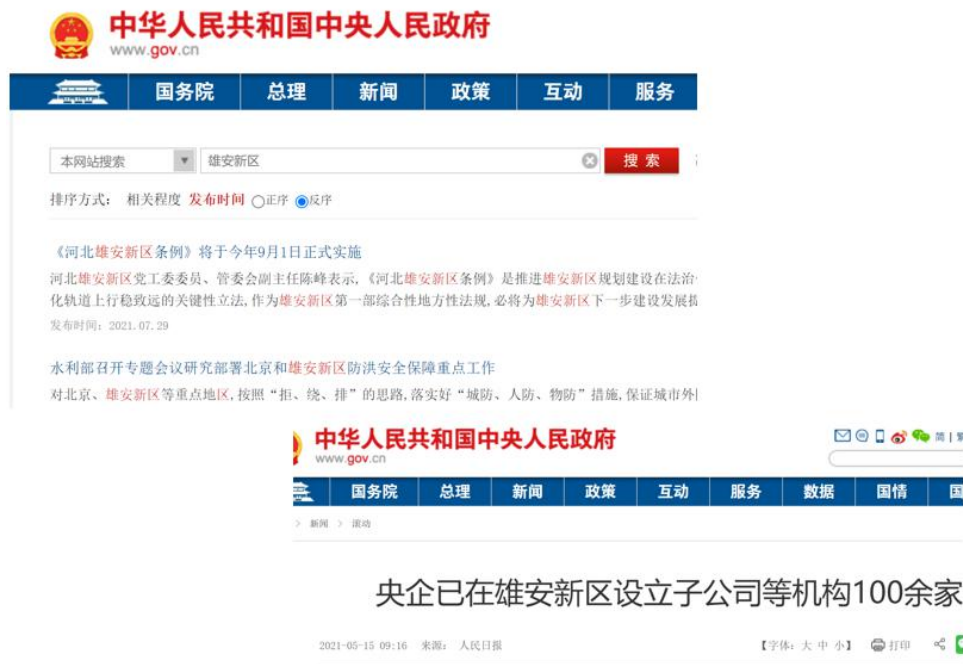 中华人民共和国中央人民政府
www.gov.cn
国务院 总理 新闻 政策 互动 服务
本网站搜索 雄安新区 搜 索
排序方式： 相关程度 发布时间 正序 反序
《河北雄安新区条例》将于今年9月1日正式实施
河北雄安新区党工委委员、管委会副主任陈峰表示,《河北雄安新区条例》是推进雄安新区规划建设在法治
化轨道上行稳致远的关键性立法,作为雄安新区第一部综合性地方性法规,必将为雄安新区下一步建设发展
发布时间：2021.07.29
水利部召开专题会议研究部署北京和雄安新区防洪安全保障重点工作
对北京、雄安新区等重点地区,按照“拒、绕、排”的思路,落实好“城防、人防、物防”措施,保证城市外
中华人民共和国中央人民政府
www.gov.cn
简 |
国务院 总理 新闻 政策 互动 服务 数据 国情 国
> 新闻 > 滚动
央企已在雄安新区设立子公司等机构100余家
2021-05-15 09:16 来源： 人民日报 【字体：大 中 小】 打印